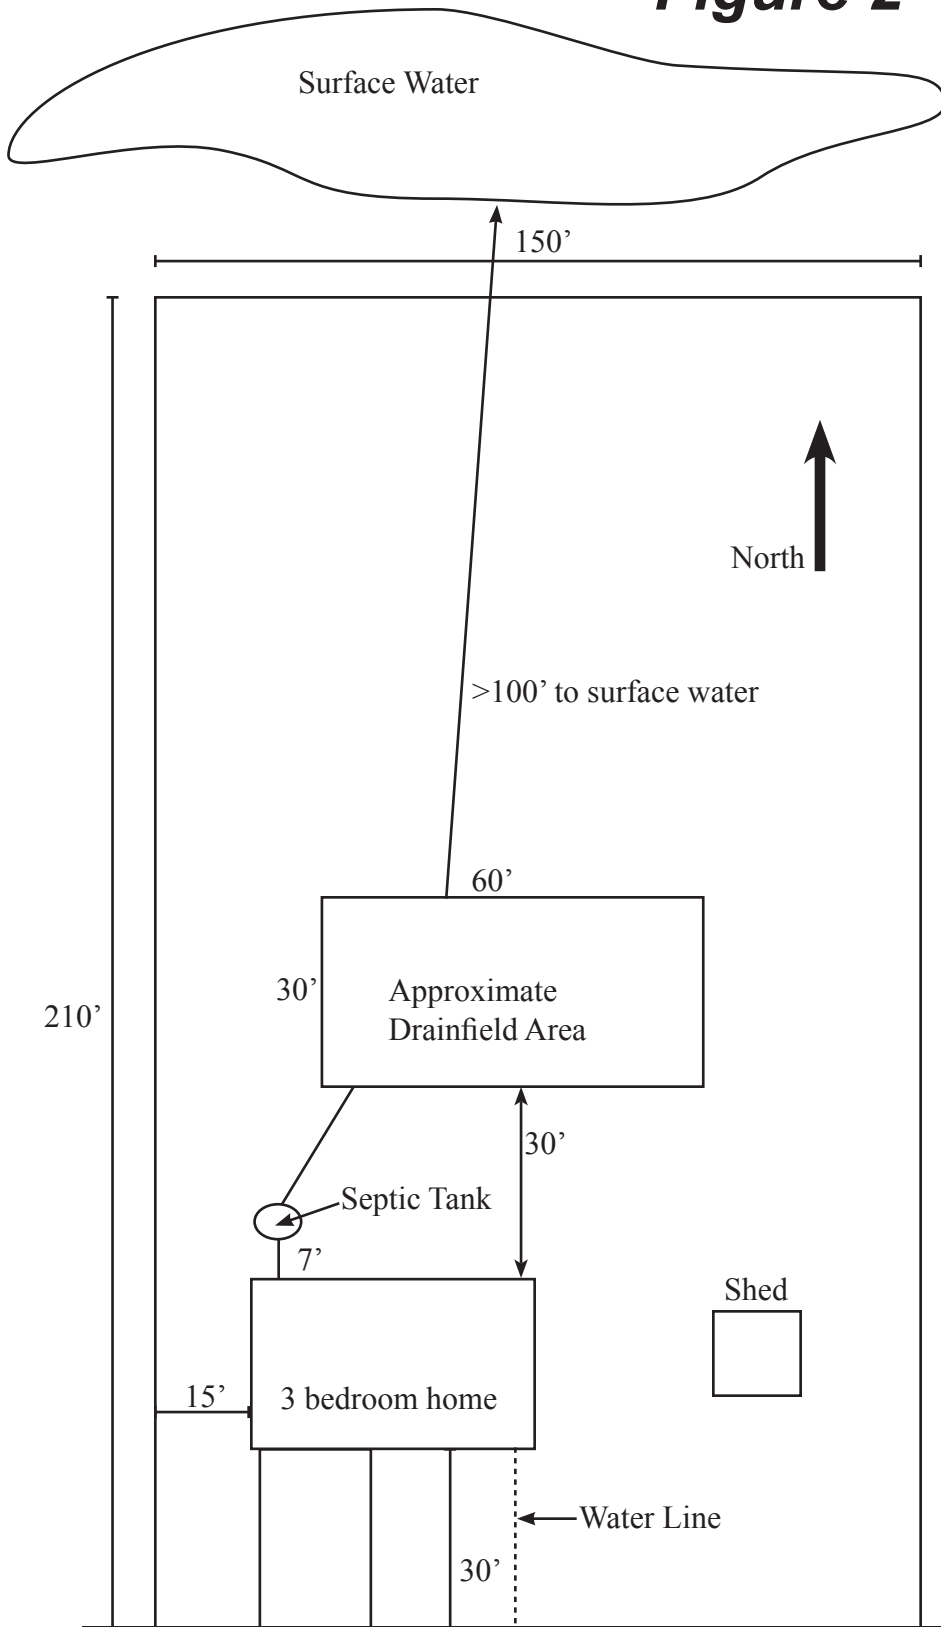 Figure 2
Surface Water
150’
North
>100’ to surface water
60’
30’
Approximate
Drainfield Area
210’
30’
Septic Tank
7’
Shed
15’
3 bedroom home
Water Line
30’